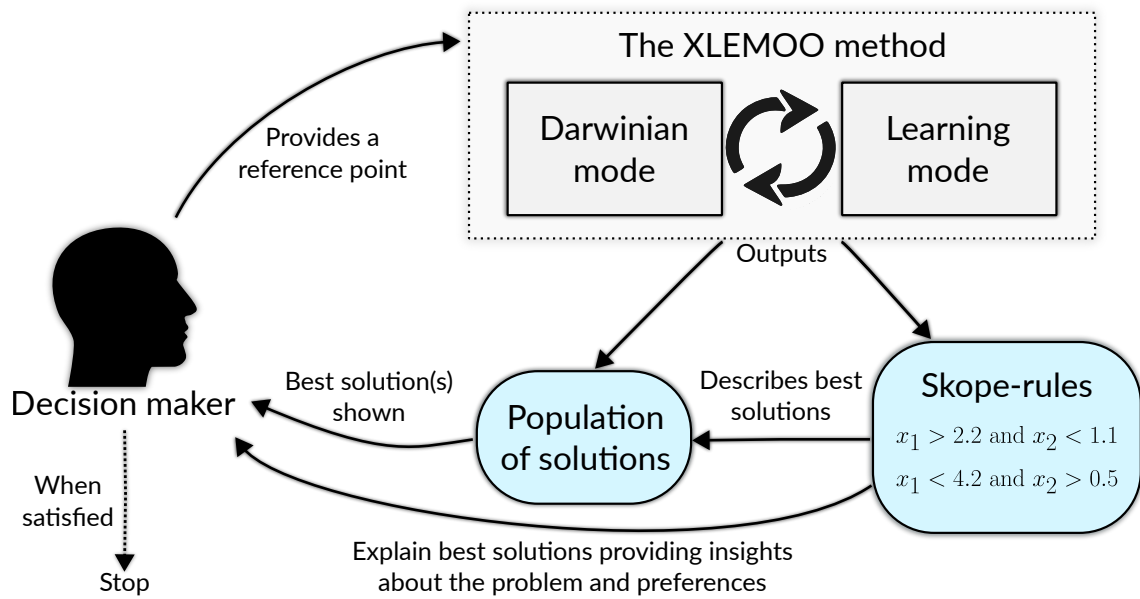 The XLEMOO method
Darwinian
mode
Learning
mode
Provides a
reference point
Outputs
Decision maker
Best solution(s)
shown
Population
of solutions
Describes best
solutions
Skope-rules
x₁ > 2.2 and x₂ < 1.1
x₁ < 4.2 and x₂ > 0.5
When
satisfied
Stop
Explain best solutions providing insights
about the problem and preferences